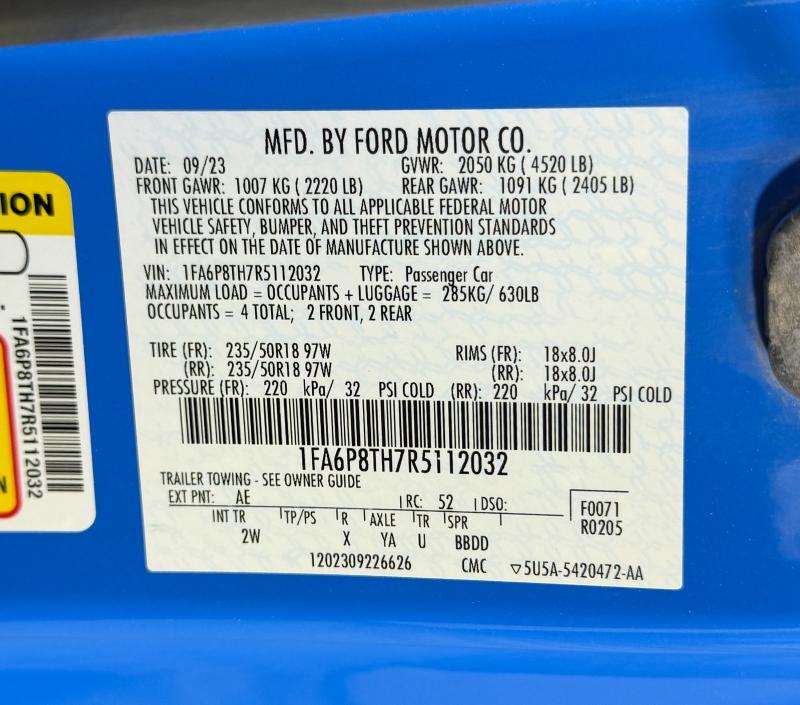 MFD. BY FORD MOTOR CO.
DATE: 09/23 GVWR: 2050 KG ( 4520 LB)
FRONT GAWR: 1007 KG ( 2220 LB) REAR GAWR: 1091 KG ( 2405 LB)
THIS VEHICLE CONFORMS TO ALL APPLICABLE FEDERAL MOTOR
VEHICLE SAFETY, BUMPER, AND THEFT PREVENTION STANDARDS
IN EFFECT ON THE DATE OF MANUFACTURE SHOWN ABOVE.
VIN: 1FA6P8TH7R5112032 TYPE: Passenger Car
MAXIMUM LOAD = OCCUPANTS + LUGGAGE = 285KG/ 630LB
OCCUPANTS = 4 TOTAL; 2 FRONT, 2 REAR
TIRE (FR): 235/50R18 97W RIMS (FR): 18x8.0J
(RR): 235/50R18 97W (RR): 18x8.0J
PRESSURE (FR): 220 kPa/ 32 PSI COLD (RR): 220 kPa/ 32 PSI COLD
1FA6P8TH7R5112032
TRAILER TOWING - SEE OWNER GUIDE
EXT PNT: AE RC: 52 DSO: F0071
R0205
INT TR TP/PS R AXLE TR SPR
2W X YA U BBDD
1202309226626 CMC ▽5U5A-5420472-AA
ION
1FA6P8TH7R5112032
N